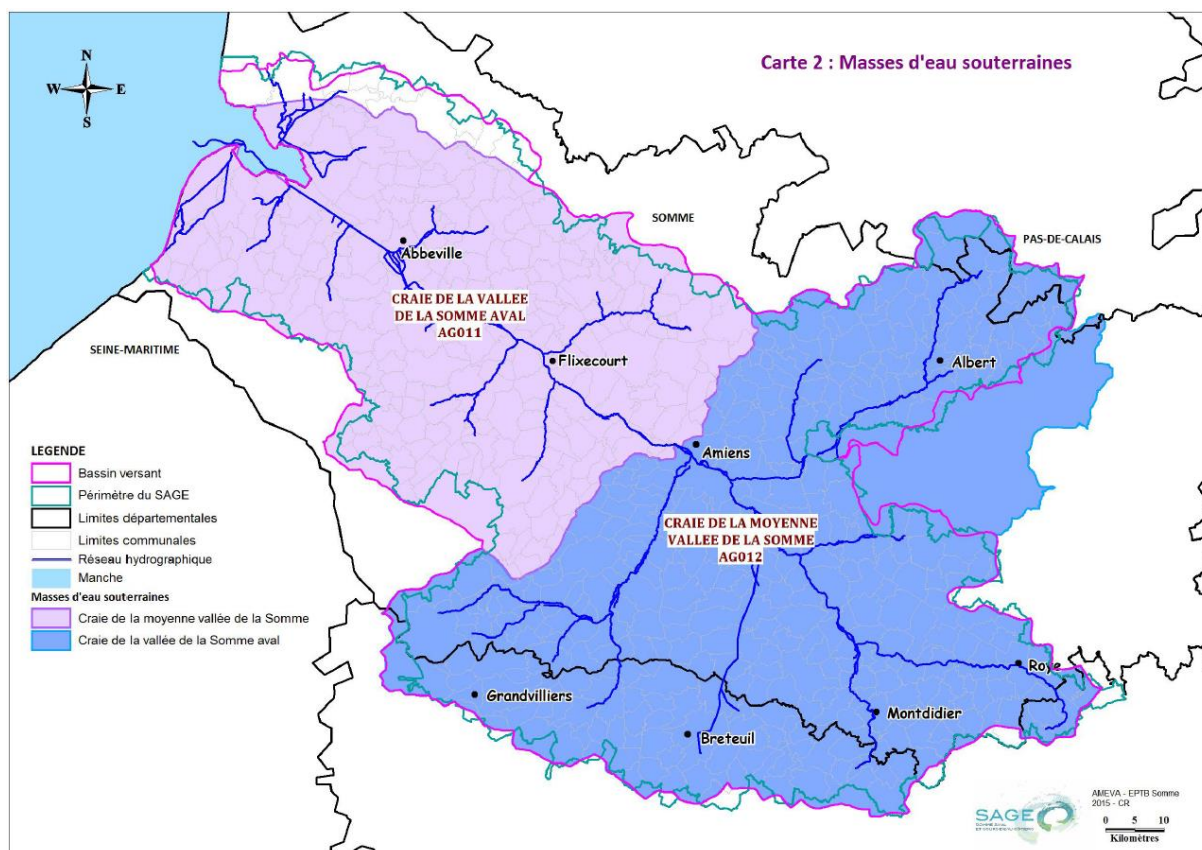 Carte 2 : Masses d'eau souterraines
N
W
E
S
SOMME
PAS-DE-CALAIS
Abbeville
CRAIE DE LA VALLEE
DE LA SOMME AVAL
AG011
SEINE-MARITIME
Flixecourt
Albert
Amiens
CRAIE DE LA MOYENNE
VALLEE DE LA SOMME
AG012
LEGENDE
Bassin versant
Périmètre du SAGE
Limites départementales
Limites communales
Réseau hydrographique
Manche
Masses d'eau souterraines
Craie de la moyenne vallée de la Somme
Craie de la vallée de la Somme aval
Roye
Grandvilliers
Montdidier
Breteuil
SAGE
AMEVA - EPTB Somme
2015 - CR
0 5 10
Kilomètres